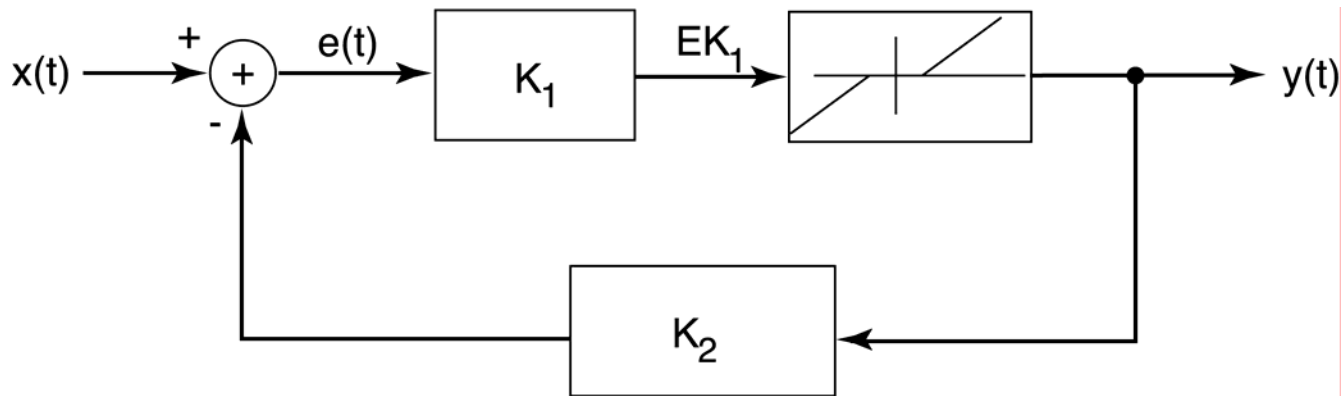 x(t)
+
+
-
e(t)
K₁
EK₁
y(t)
K₂